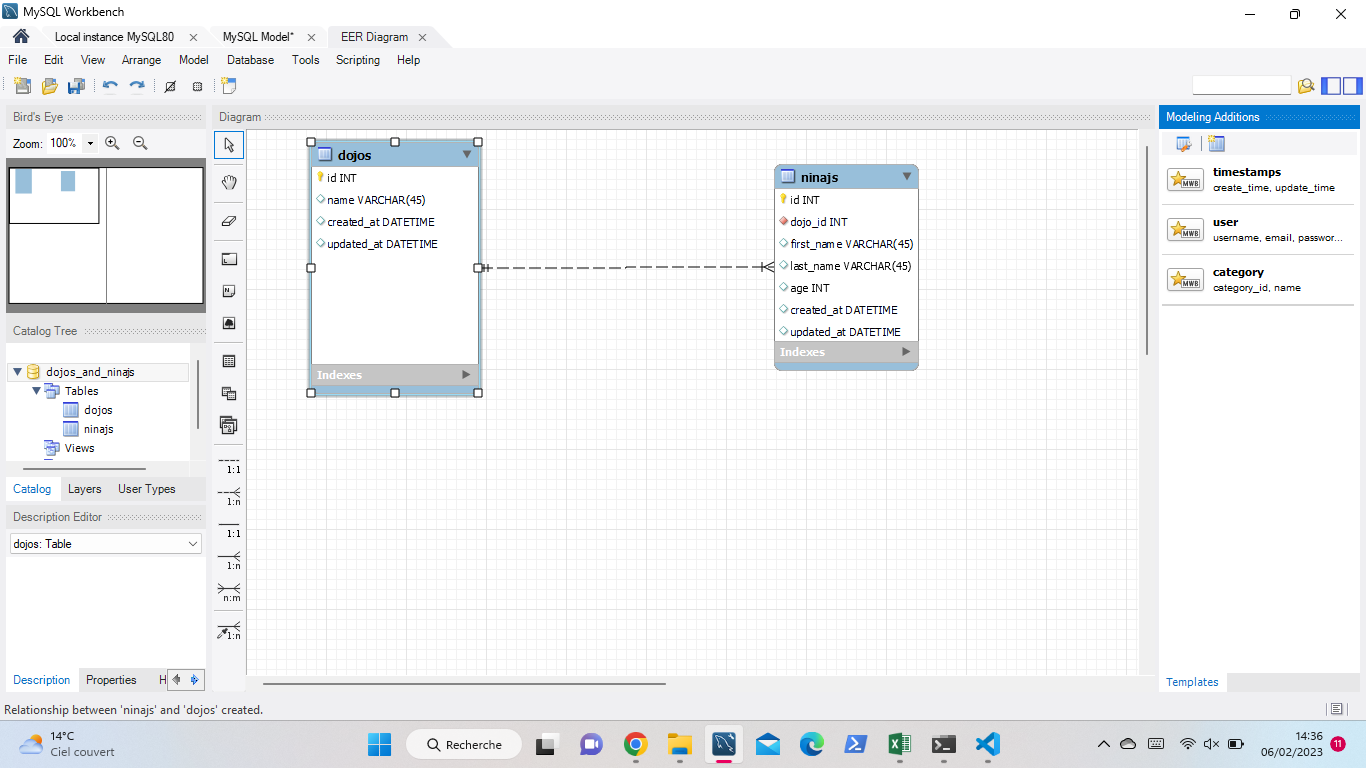 MySQL Workbench
Local instance MySQL80
MySQL Model*
EER Diagram
File Edit View Arrange Model Database Tools Scripting Help
Bird's Eye
Zoom: 100%
Catalog Tree
dojos_and_ninajs
Tables
dojos
ninajs
Views
Catalog Layers User Types
Description Editor
dojos: Table
Description Properties H
Diagram
1:1
1:n
1:1
1:n
n:m
1:n
dojos
id INT
name VARCHAR(45)
created_at DATETIME
updated_at DATETIME
Indexes
ninajs
id INT
dojo_id INT
first_name VARCHAR(45)
last_name VARCHAR(45)
age INT
created_at DATETIME
updated_at DATETIME
Indexes
Modeling Additions
MWB
timestamps
create_time, update_time
MWB
user
username, email, passwor...
MWB
category
category_id, name
Templates
Relationship between 'ninajs' and 'dojos' created.
14°C
Ciel couvert
Recherche
14:36
06/02/2023
11